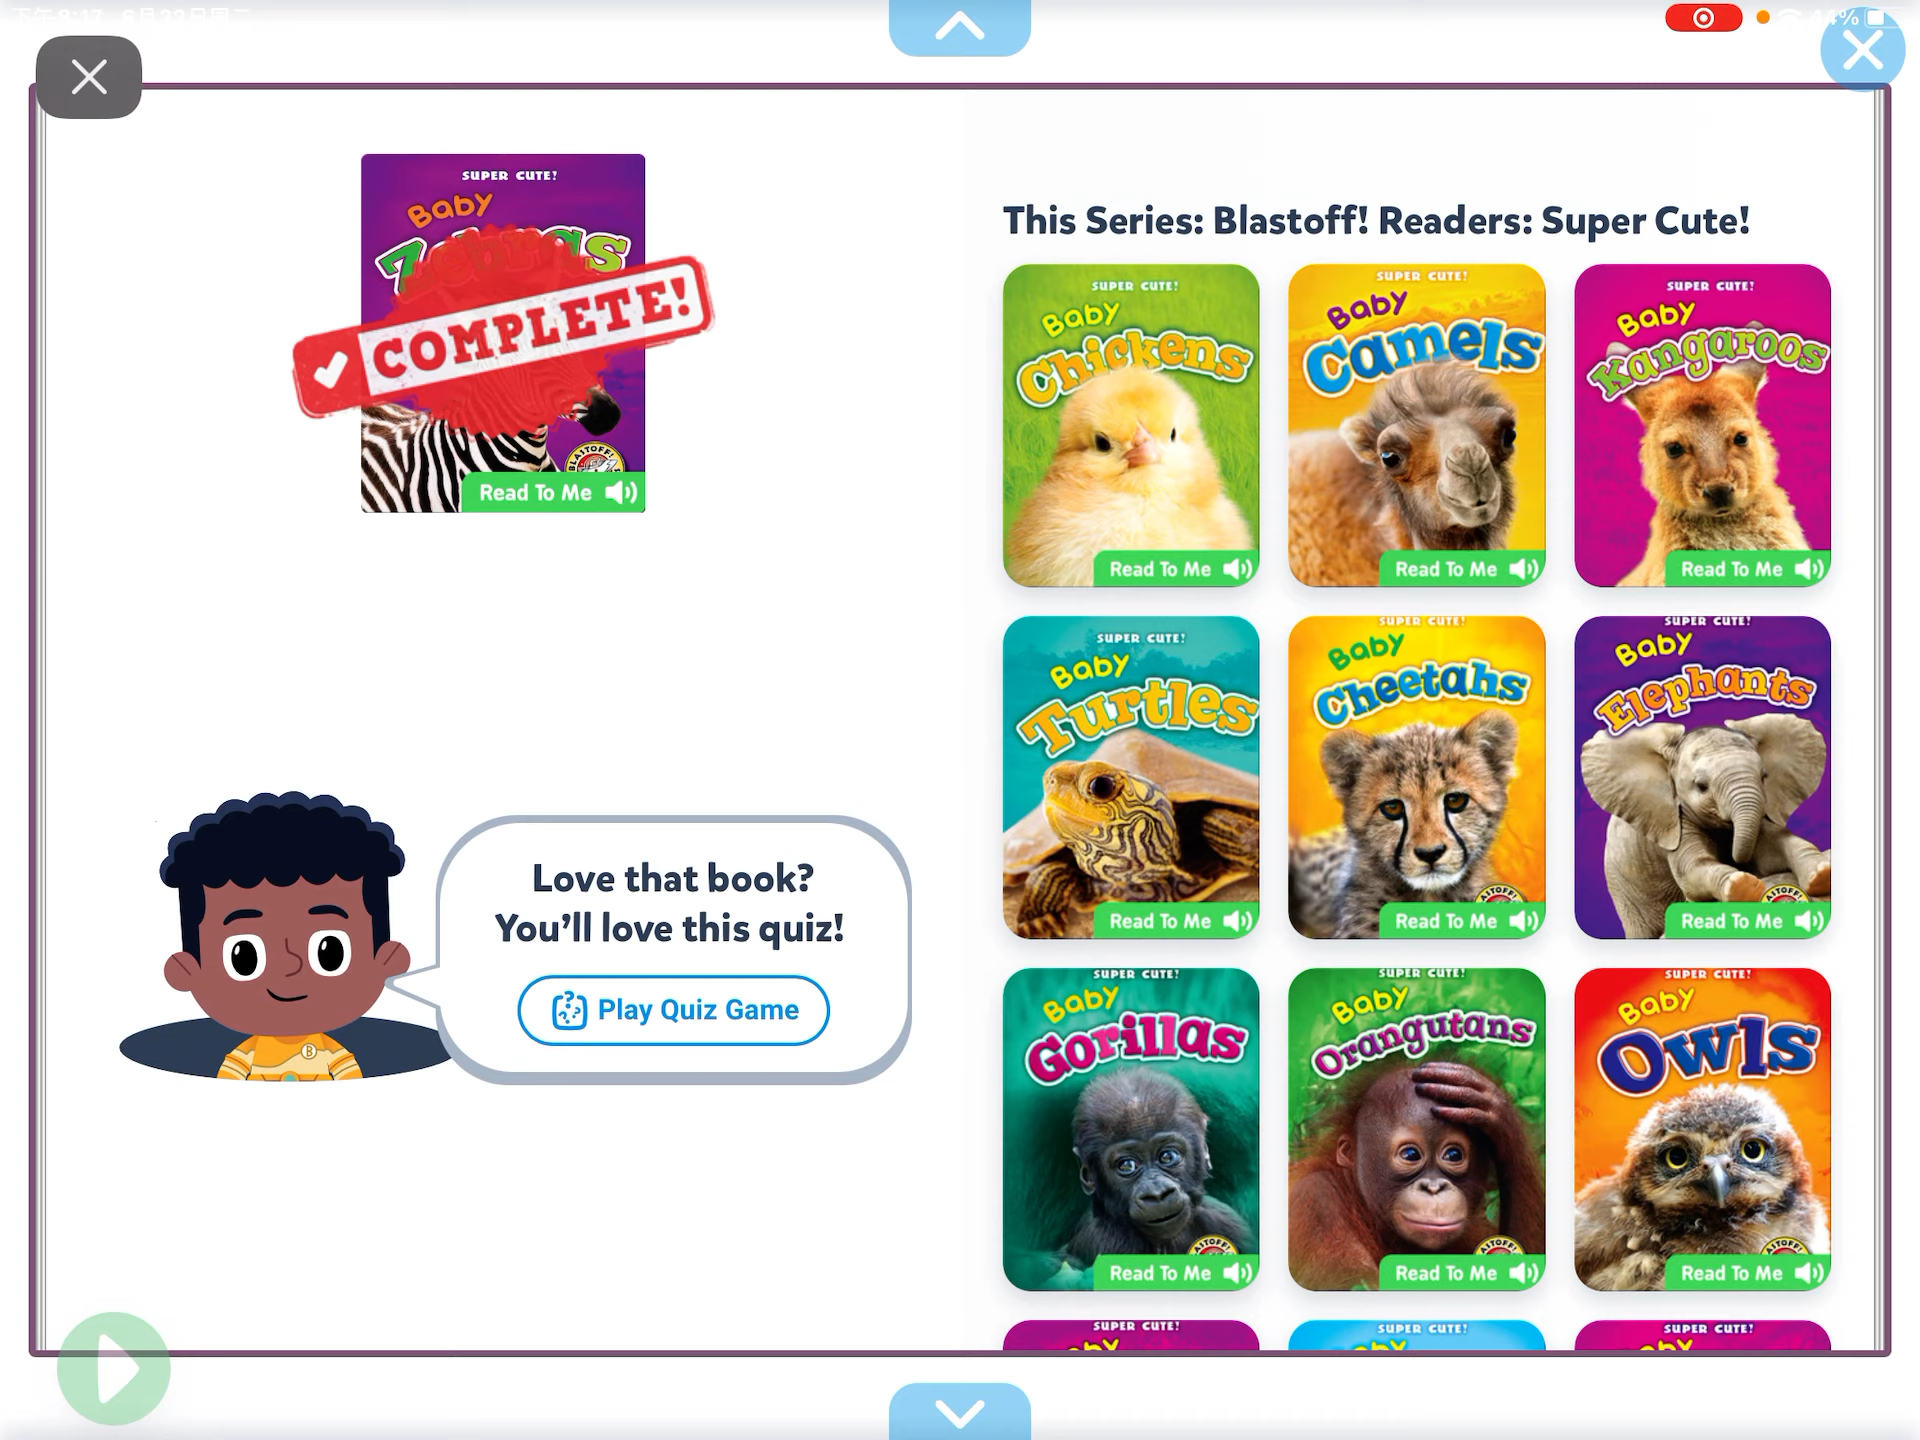 44%
SUPER CUTE!
Baby
COMPLETE!
BLASTOFF!
Read To Me
Love that book?
You'll love this quiz!
Play Quiz Game
B
This Series: Blastoff! Readers: Super Cute!
SUPER CUTE!
Baby
Chickens
Read To Me
SUPER CUTE!
Baby
Camels
Read To Me
SUPER CUTE!
Baby
Kangaroos
Read To Me
SUPER CUTE!
Baby
Turtles
Read To Me
SUPER CUTE!
Baby
Cheetahs
Read To Me
SUPER CUTE!
Baby
Elephants
Read To Me
SUPER CUTE!
Baby
Gorillas
Read To Me
SUPER CUTE!
Baby
Orangutans
Read To Me
SUPER CUTE!
Baby
Owls
Read To Me
SUPER CUTE!
SUPER CUTE!
SUPER CUTE!